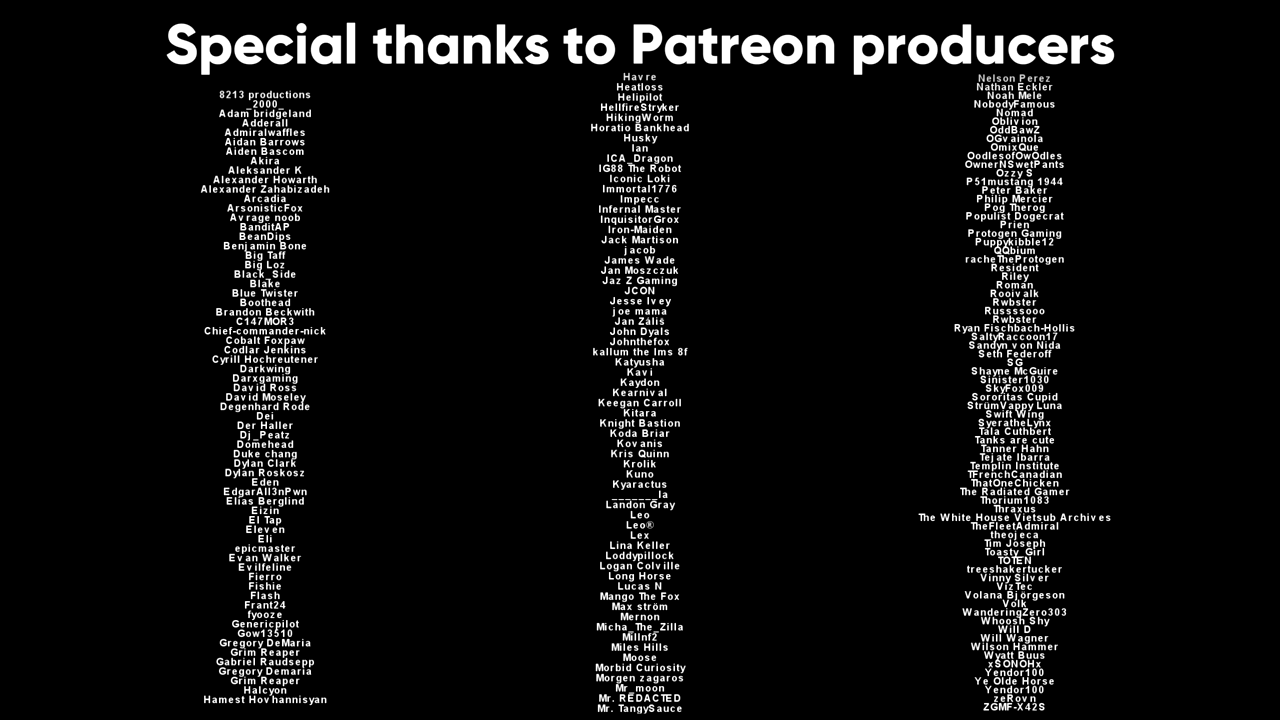 Special thanks to Patreon producers
8213 productions
_2000_
Adam bridgeland
Adderall
Admiralwaffles
Aidan Barrows
Aiden Bascom
Akira
Aleksander K
Alexander Howarth
Alexander Zahabizadeh
Arcadia
ArsonisticFox
Avrage noob
BanditAP
BeanDips
Benjamin Bone
Big Taff
Big Loz
Black_Side
Blake
Blue Twister
Boothead
Brandon Beckwith
C147MOR3
Chief-commander-nick
Cobalt Foxpaw
Codlar Jenkins
Cyrill Hochreutener
Darkwing
Darxgaming
David Ross
David Moseley
Degenhard Rode
Dei
Der Haller
Dj_Peatz
Domehead
Duke chang
Dylan Clark
Dylan Roskosz
Eden
EdgarAll3nPwn
Elias Berglind
Eizin
El Tap
Eleven
Eli
epicmaster
Evan Walker
Evilfeline
Fierro
Fishie
Flash
Frant24
fyooze
Genericpilot
Gow13510
Gregory DeMaria
Grim Reaper
Gabriel Raudsepp
Gregory Demaria
Grim Reaper
Halcyon
Hamest Hovhannisyan
Havre
Heatloss
Helipilot
HellfireStryker
HikingWorm
Horatio Bankhead
Husky
Ian
ICA_Dragon
IG88 The Robot
Iconic Loki
Immortal1776
Impecc
Infernal Master
InquisitorGrox
Iron-Maiden
Jack Martison
jacob
James Wade
Jan Moszczuk
Jaz Z Gaming
JCON
Jesse Ivey
joe mama
Jan Záliš
John Dyals
Johnthefox
kallum the lms 8f
Katyusha
Kavi
Kaydon
Kearnival
Keegan Carroll
Kitara
Knight Bastion
Koda Briar
Kovanis
Kris Quinn
Krolik
Kuno
Kyaractus
_______la
Landon Gray
Leo
Leo®
Lex
Lina Keller
Loddypillock
Logan Colville
Long Horse
Lucas N
Mango The Fox
Max ström
Mernon
Micha_The_Zilla
Millnf2
Miles Hills
Moose
Morbid Curiosity
Morgen zagaros
Mr_moon
Mr. REDACTED
Mr. TangySauce
Nelson Perez
Nathan Eckler
Noah Mele
NobodyFamous
Nomad
Oblivion
OddBawZ
OGvainola
OmixQue
OodlesofOwOdles
OwnerNSwetPants
Ozzy S
P51mustang 1944
Peter Baker
Philip Mercier
Pog Therog
Populist Dogecrat
Prien
Protogen Gaming
Puppykibble12
QQbium
racheTheProtogen
Resident
Riley
Roman
Rooivalk
Rwbster
Russssooo
Rwbster
Ryan Fischbach-Hollis
SaltyRaccoon17
Sandyn von Nida
Seth Federoff
SG
Shayne McGuire
Sinister1030
SkyFox009
Sororitas Cupid
StrumVappy Luna
Swift Wing
SyeratheLynx
Tala Cuthbert
Tanks are cute
Tanner Hahn
Tejate Ibarra
Templin Institute
TFrenchCanadian
ThatOneChicken
The Radiated Gamer
Thorium1083
Thraxus
The White House Vietsub Archives
TheFleetAdmiral
theojeca
Tim Joseph
Toasty_Girl
TOTEN
treeshakertucker
Vinny Silver
VizTec
Volana Bjorgeson
Volk
WanderingZero303
Whoosh Shy
Will D
Will Wagner
Wilson Hammer
Wyatt Buus
xSONOHx
Yendor100
Ye Olde Horse
Yendor100
zeRovn
ZGMF-X42S